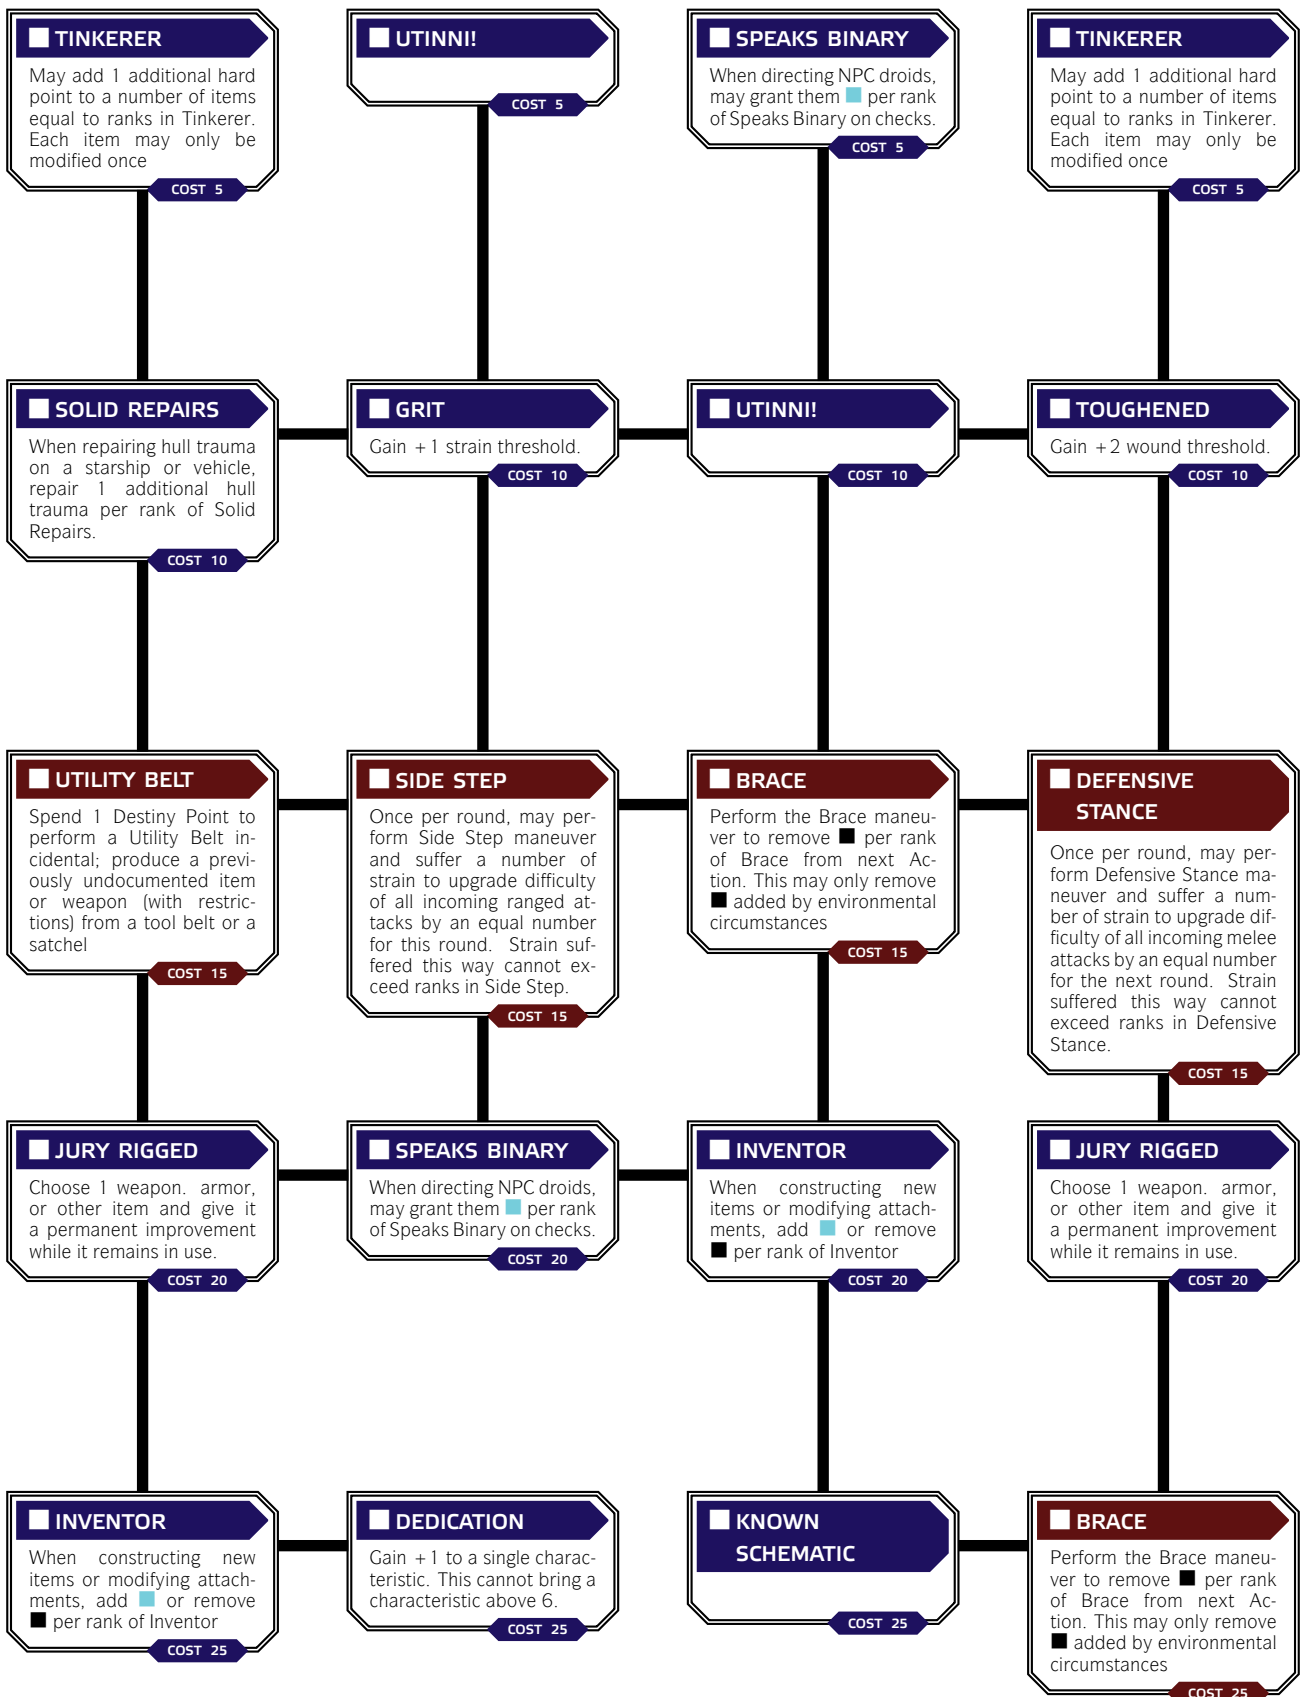 TINKERER
May add 1 additional hard
point to a number of items
equal to ranks in Tinkerer.
Each item may only be
modified once
COST 5
UTINNI!
COST 5
SPEAKS BINARY
When directing NPC droids,
may grant them per rank
of Speaks Binary on checks.
COST 5
TINKERER
May add 1 additional hard
point to a number of items
equal to ranks in Tinkerer.
Each item may only be
modified once
COST 5
SOLID REPAIRS
When repairing hull trauma
on a starship or vehicle,
repair 1 additional hull
trauma per rank of Solid
Repairs.
COST 10
GRIT
Gain +1 strain threshold.
COST 10
UTINNI!
COST 10
TOUGHENED
Gain +2 wound threshold.
COST 10
UTILITY BELT
Spend 1 Destiny Point to
perform a Utility Belt in-
cidental; produce a previ-
ously undocumented item
or weapon (with restric-
tions) from a tool belt or a
satchel
COST 15
SIDE STEP
Once per round, may per-
form Side Step maneuver
and suffer a number of
strain to upgrade difficulty
of all incoming ranged at-
tacks by an equal number
for this round. Strain suf-
fered this way cannot ex-
ceed ranks in Side Step.
COST 15
BRACE
Perform the Brace maneu-
ver to remove ■ per rank
of Brace from next Ac-
tion. This may only remove
■ added by environmental
circumstances
COST 15
DEFENSIVE
STANCE
Once per round, may per-
form Defensive Stance ma-
neuver and suffer a num-
ber of strain to upgrade dif-
ficulty of all incoming melee
attacks by an equal number
for the next round. Strain
suffered this way cannot
exceed ranks in Defensive
Stance.
COST 15
JURY RIGGED
Choose 1 weapon. armor,
or other item and give it
a permanent improvement
while it remains in use.
COST 20
SPEAKS BINARY
When directing NPC droids,
may grant them per rank
of Speaks Binary on checks.
COST 20
INVENTOR
When constructing new
items or modifying attach-
ments, add or remove
■ per rank of Inventor
COST 20
JURY RIGGED
Choose 1 weapon. armor,
or other item and give it
a permanent improvement
while it remains in use.
COST 20
INVENTOR
When constructing new
items or modifying attach-
ments, add or remove
■ per rank of Inventor
COST 25
DEDICATION
Gain +1 to a single charac-
teristic. This cannot bring a
characteristic above 6.
COST 25
KNOWN
SCHEMATIC
COST 25
BRACE
Perform the Brace maneu-
ver to remove ■ per rank
of Brace from next Ac-
tion. This may only remove
■ added by environmental
circumstances
COST 25